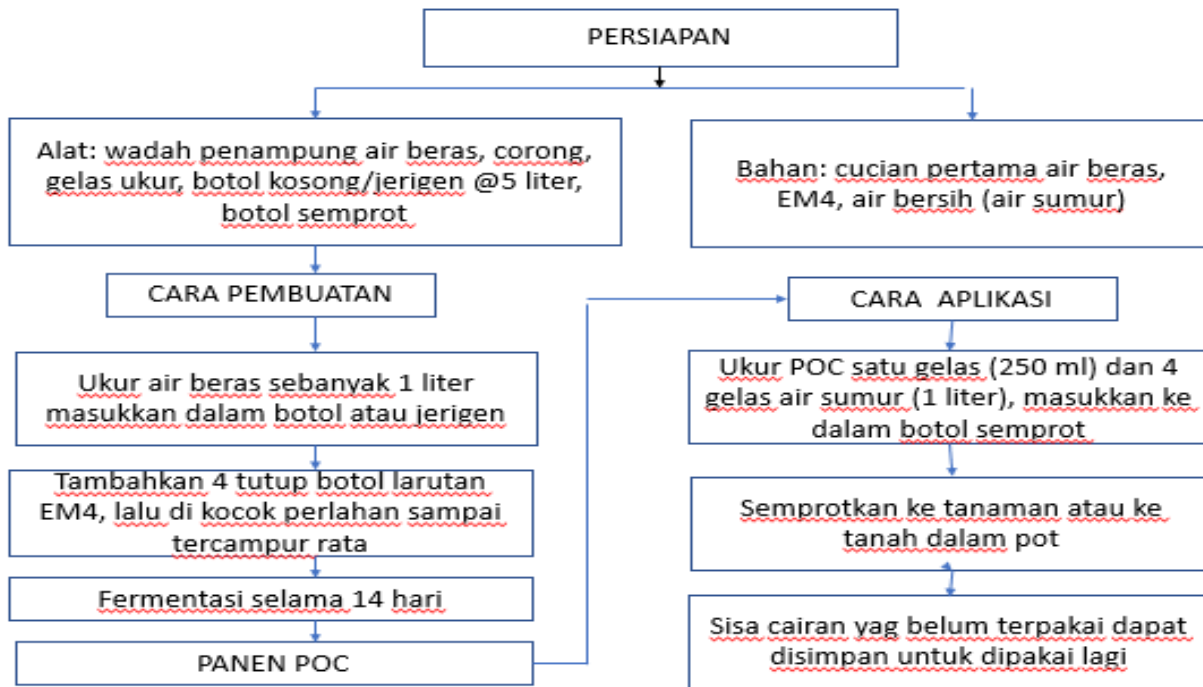 PERSIAPAN
Alat: wadah penampung air beras, corong,
gelas ukur, botol kosong/jerigen @5 liter,
botol semprot
Bahan: cucian pertama air beras,
EM4, air bersih (air sumur)
CARA PEMBUATAN
Ukur air beras sebanyak 1 liter
masukkan dalam botol atau jerigen
Tambahkan 4 tutup botol larutan
EM4, lalu di kocok perlahan sampai
tercampur rata
Fermentasi selama 14 hari
PANEN POC
CARA APLIKASI
Ukur POC satu gelas (250 ml) dan 4
gelas air sumur (1 liter), masukkan ke
dalam botol semprot
Semprotkan ke tanaman atau ke
tanah dalam pot
Sisa cairan yag belum terpakai dapat
disimpan untuk dipakai lagi